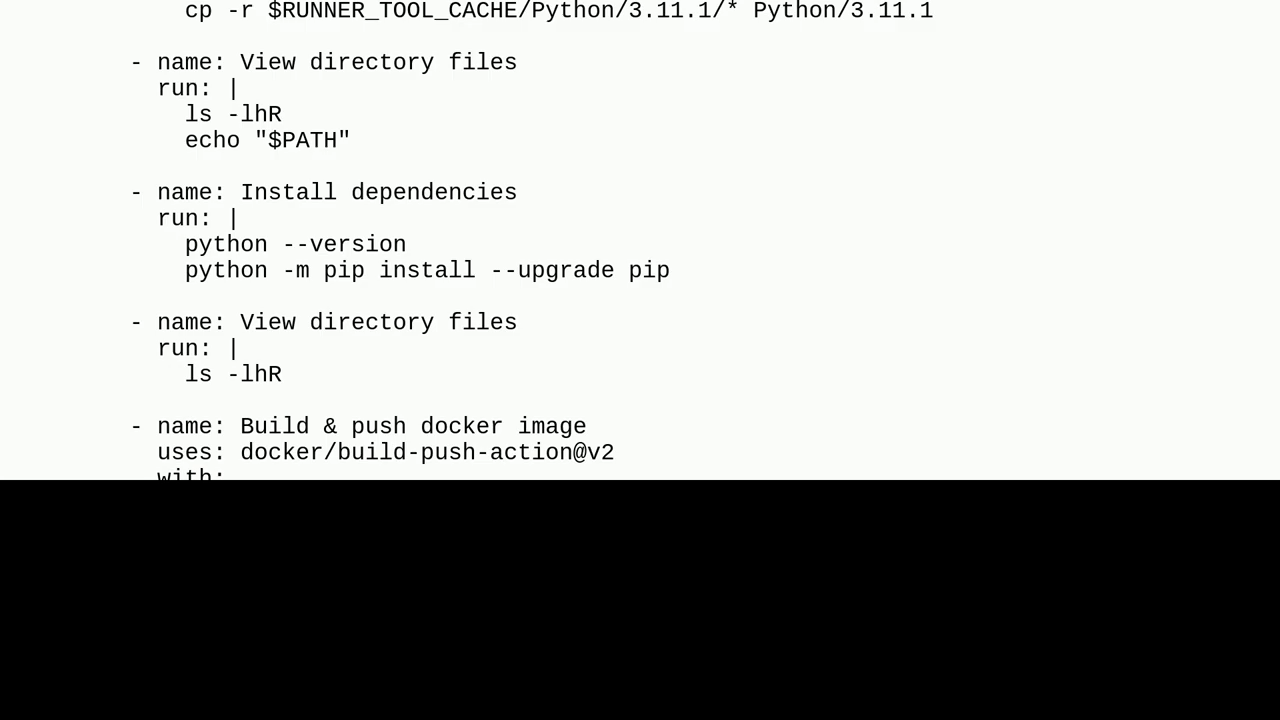 cp -r $RUNNER_TOOL_CACHE/Python/3.11.1/* Python/3.11.1
- name: View directory files
run: |
ls -lhR
echo "$PATH"
- name: Install dependencies
run: |
python --version
python -m pip install --upgrade pip
- name: View directory files
run: |
ls -lhR
- name: Build & push docker image
uses: docker/build-push-action@v2
with: